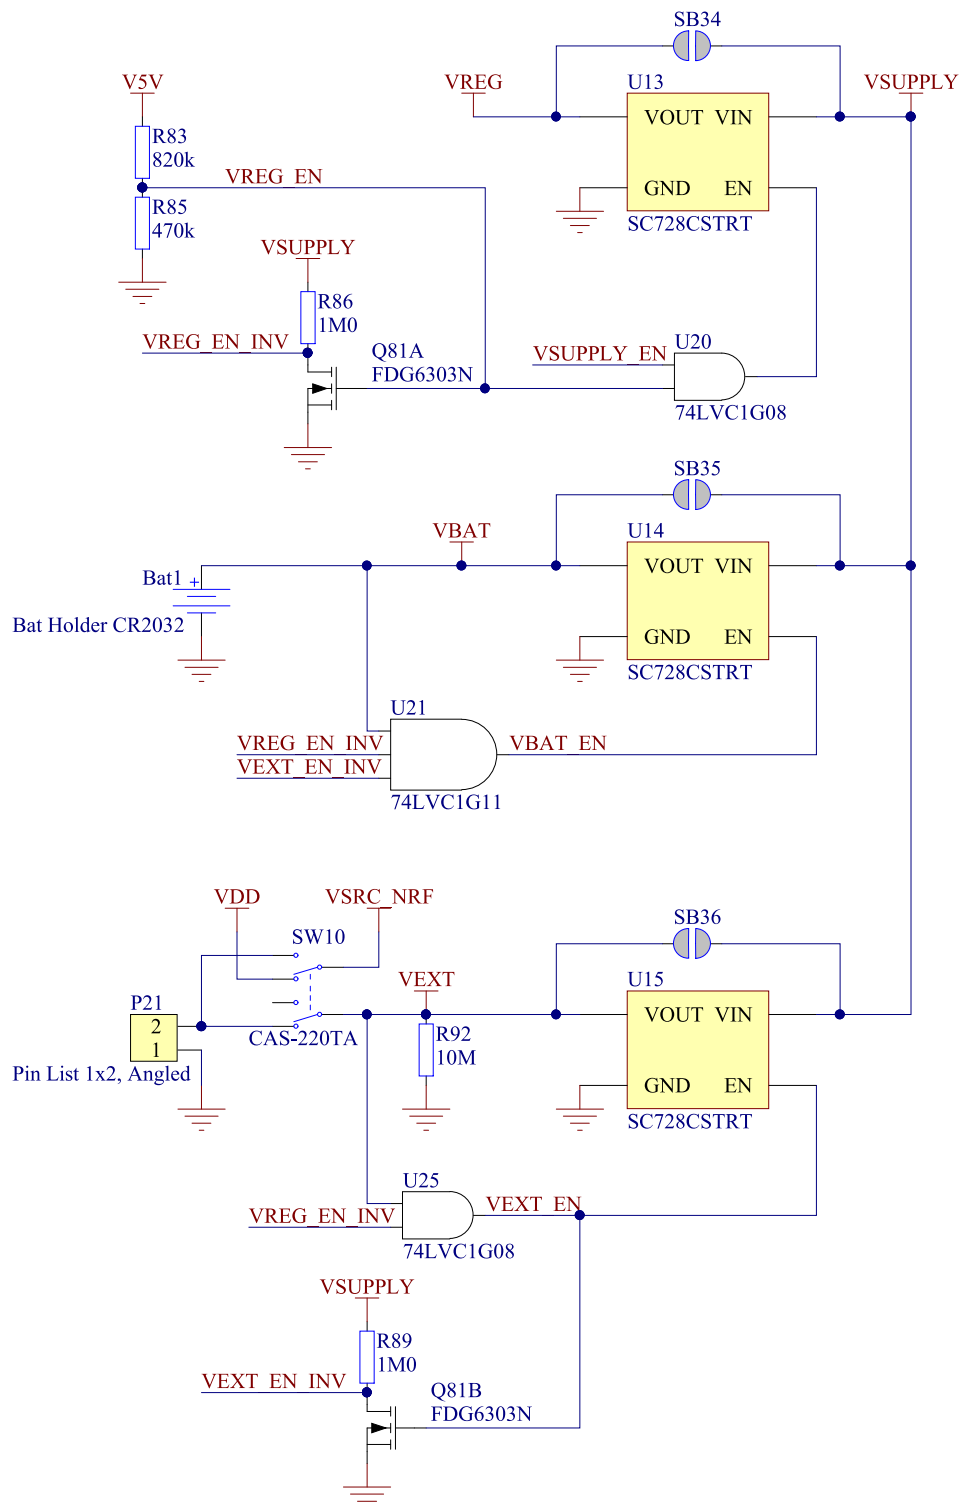 SB34
V5V
VREG
U13
VSUPPLY
VOUT VIN
R83
820k
VREG_EN
GND EN
R85
470k
SC728CSTRT
VSUPPLY
R86
1M0
VREG_EN_INV
Q81A
FDG6303N
U20
VSUPPLY_EN
74LVC1G08
SB35
VBAT
U14
VOUT VIN
Bat1
+
Bat Holder CR2032
GND EN
SC728CSTRT
U21
VREG_EN_INV
VBAT_EN
VEXT_EN_INV
74LVC1G11
VDD
VSRC_NRF
SB36
SW10
VEXT
U15
P21
2
1
VOUT VIN
CAS-220TA
R92
10M
Pin List 1x2, Angled
GND EN
SC728CSTRT
U25
VEXT_EN
VREG_EN_INV
74LVC1G08
VSUPPLY
R89
1M0
VEXT_EN_INV
Q81B
FDG6303N